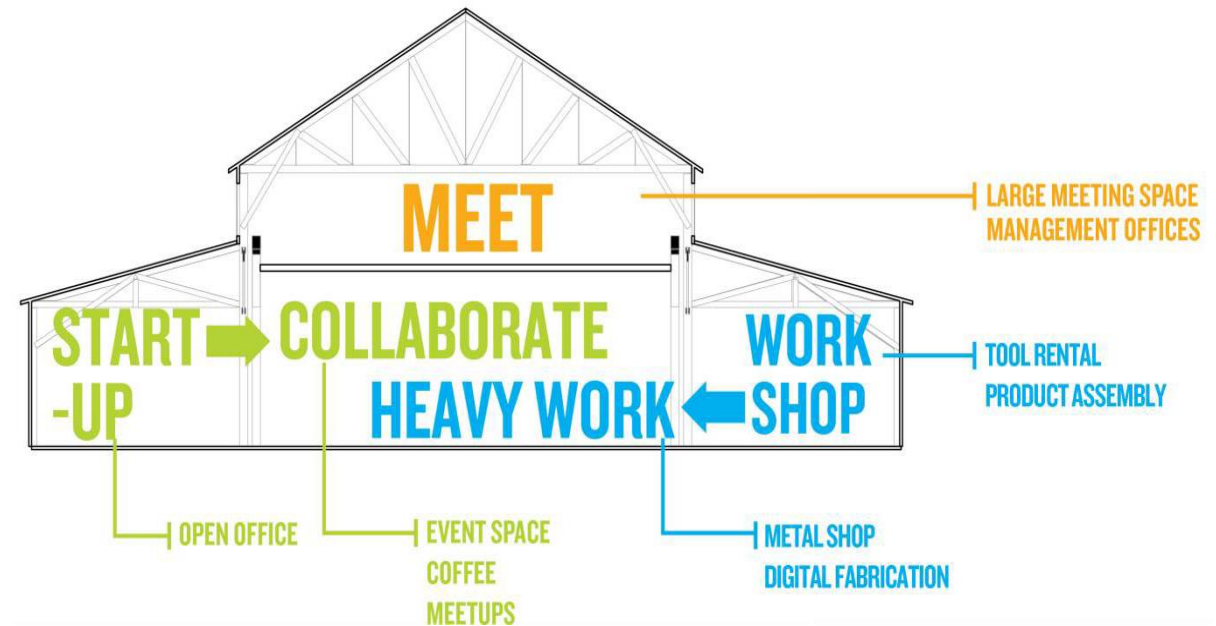 MEET
LARGE MEETING SPACE
MANAGEMENT OFFICES
START
-UP
COLLABORATE
HEAVY WORK
WORK
SHOP
TOOL RENTAL
PRODUCT ASSEMBLY
OPEN OFFICE
EVENT SPACE
COFFEE
MEETUPS
METAL SHOP
DIGITAL FABRICATION